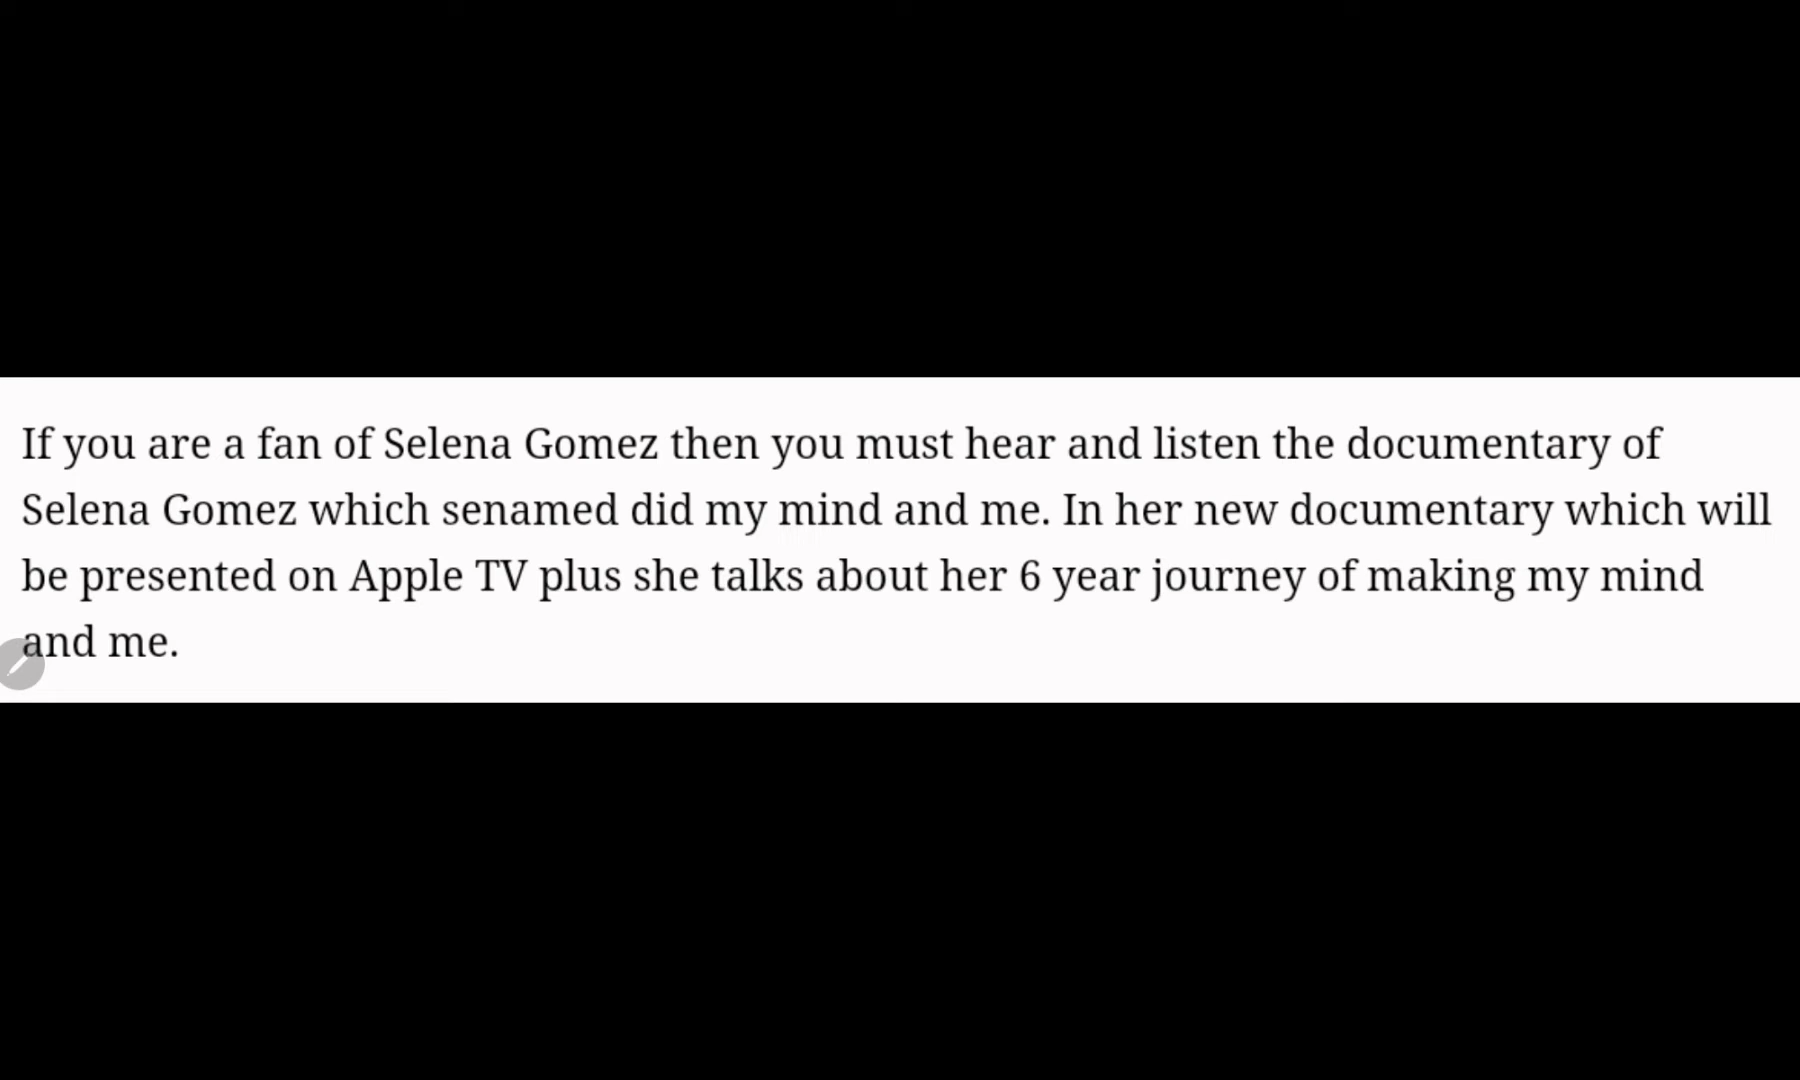 If you are a fan of Selena Gomez then you must hear and listen the documentary of
Selena Gomez which senamed did my mind and me. In her new documentary which will
be presented on Apple TV plus she talks about her 6 year journey of making my mind
and me.